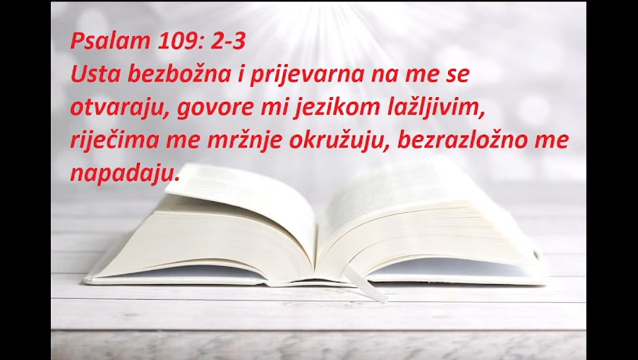 Psalam 109: 2-3
Usta bezbožna i prijevarna na me se
otvaraju, govore mi jezikom lažljivim,
riječima me mržnje okružuju, bezrazložno me
napadaju.